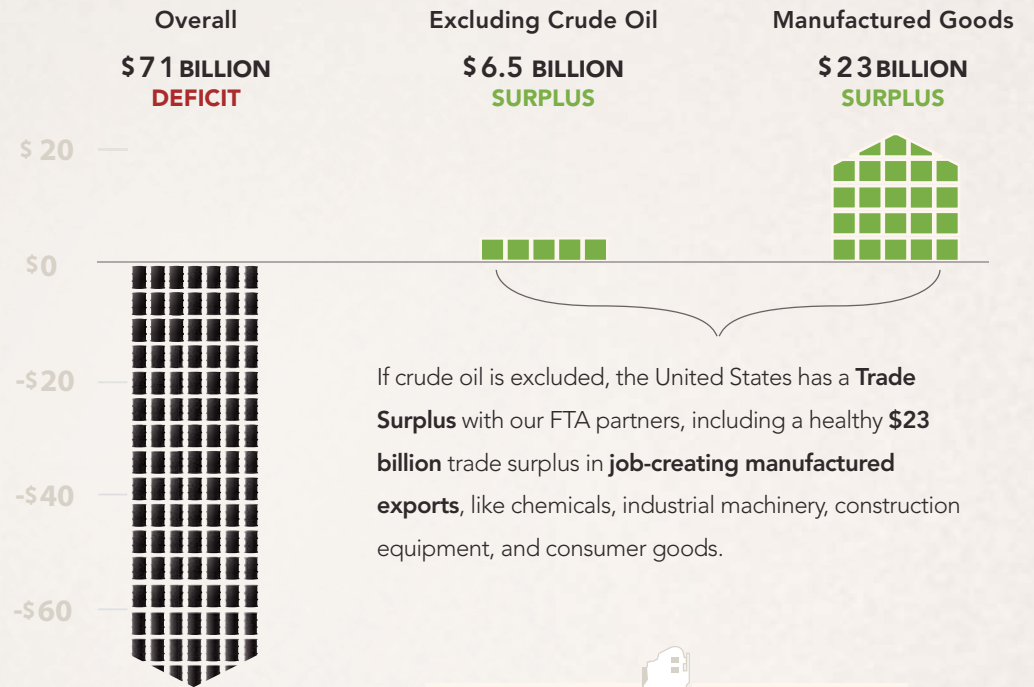 Overall
$71 BILLION
DEFICIT
Excluding Crude Oil
$6.5 BILLION
SURPLUS
Manufactured Goods
$23 BILLION
SURPLUS
$20
$0
-$20
-$40
-$60
If crude oil is excluded, the United States has a Trade
Surplus with our FTA partners, including a healthy $23
billion trade surplus in job-creating manufactured
exports, like chemicals, industrial machinery, construction
equipment, and consumer goods.